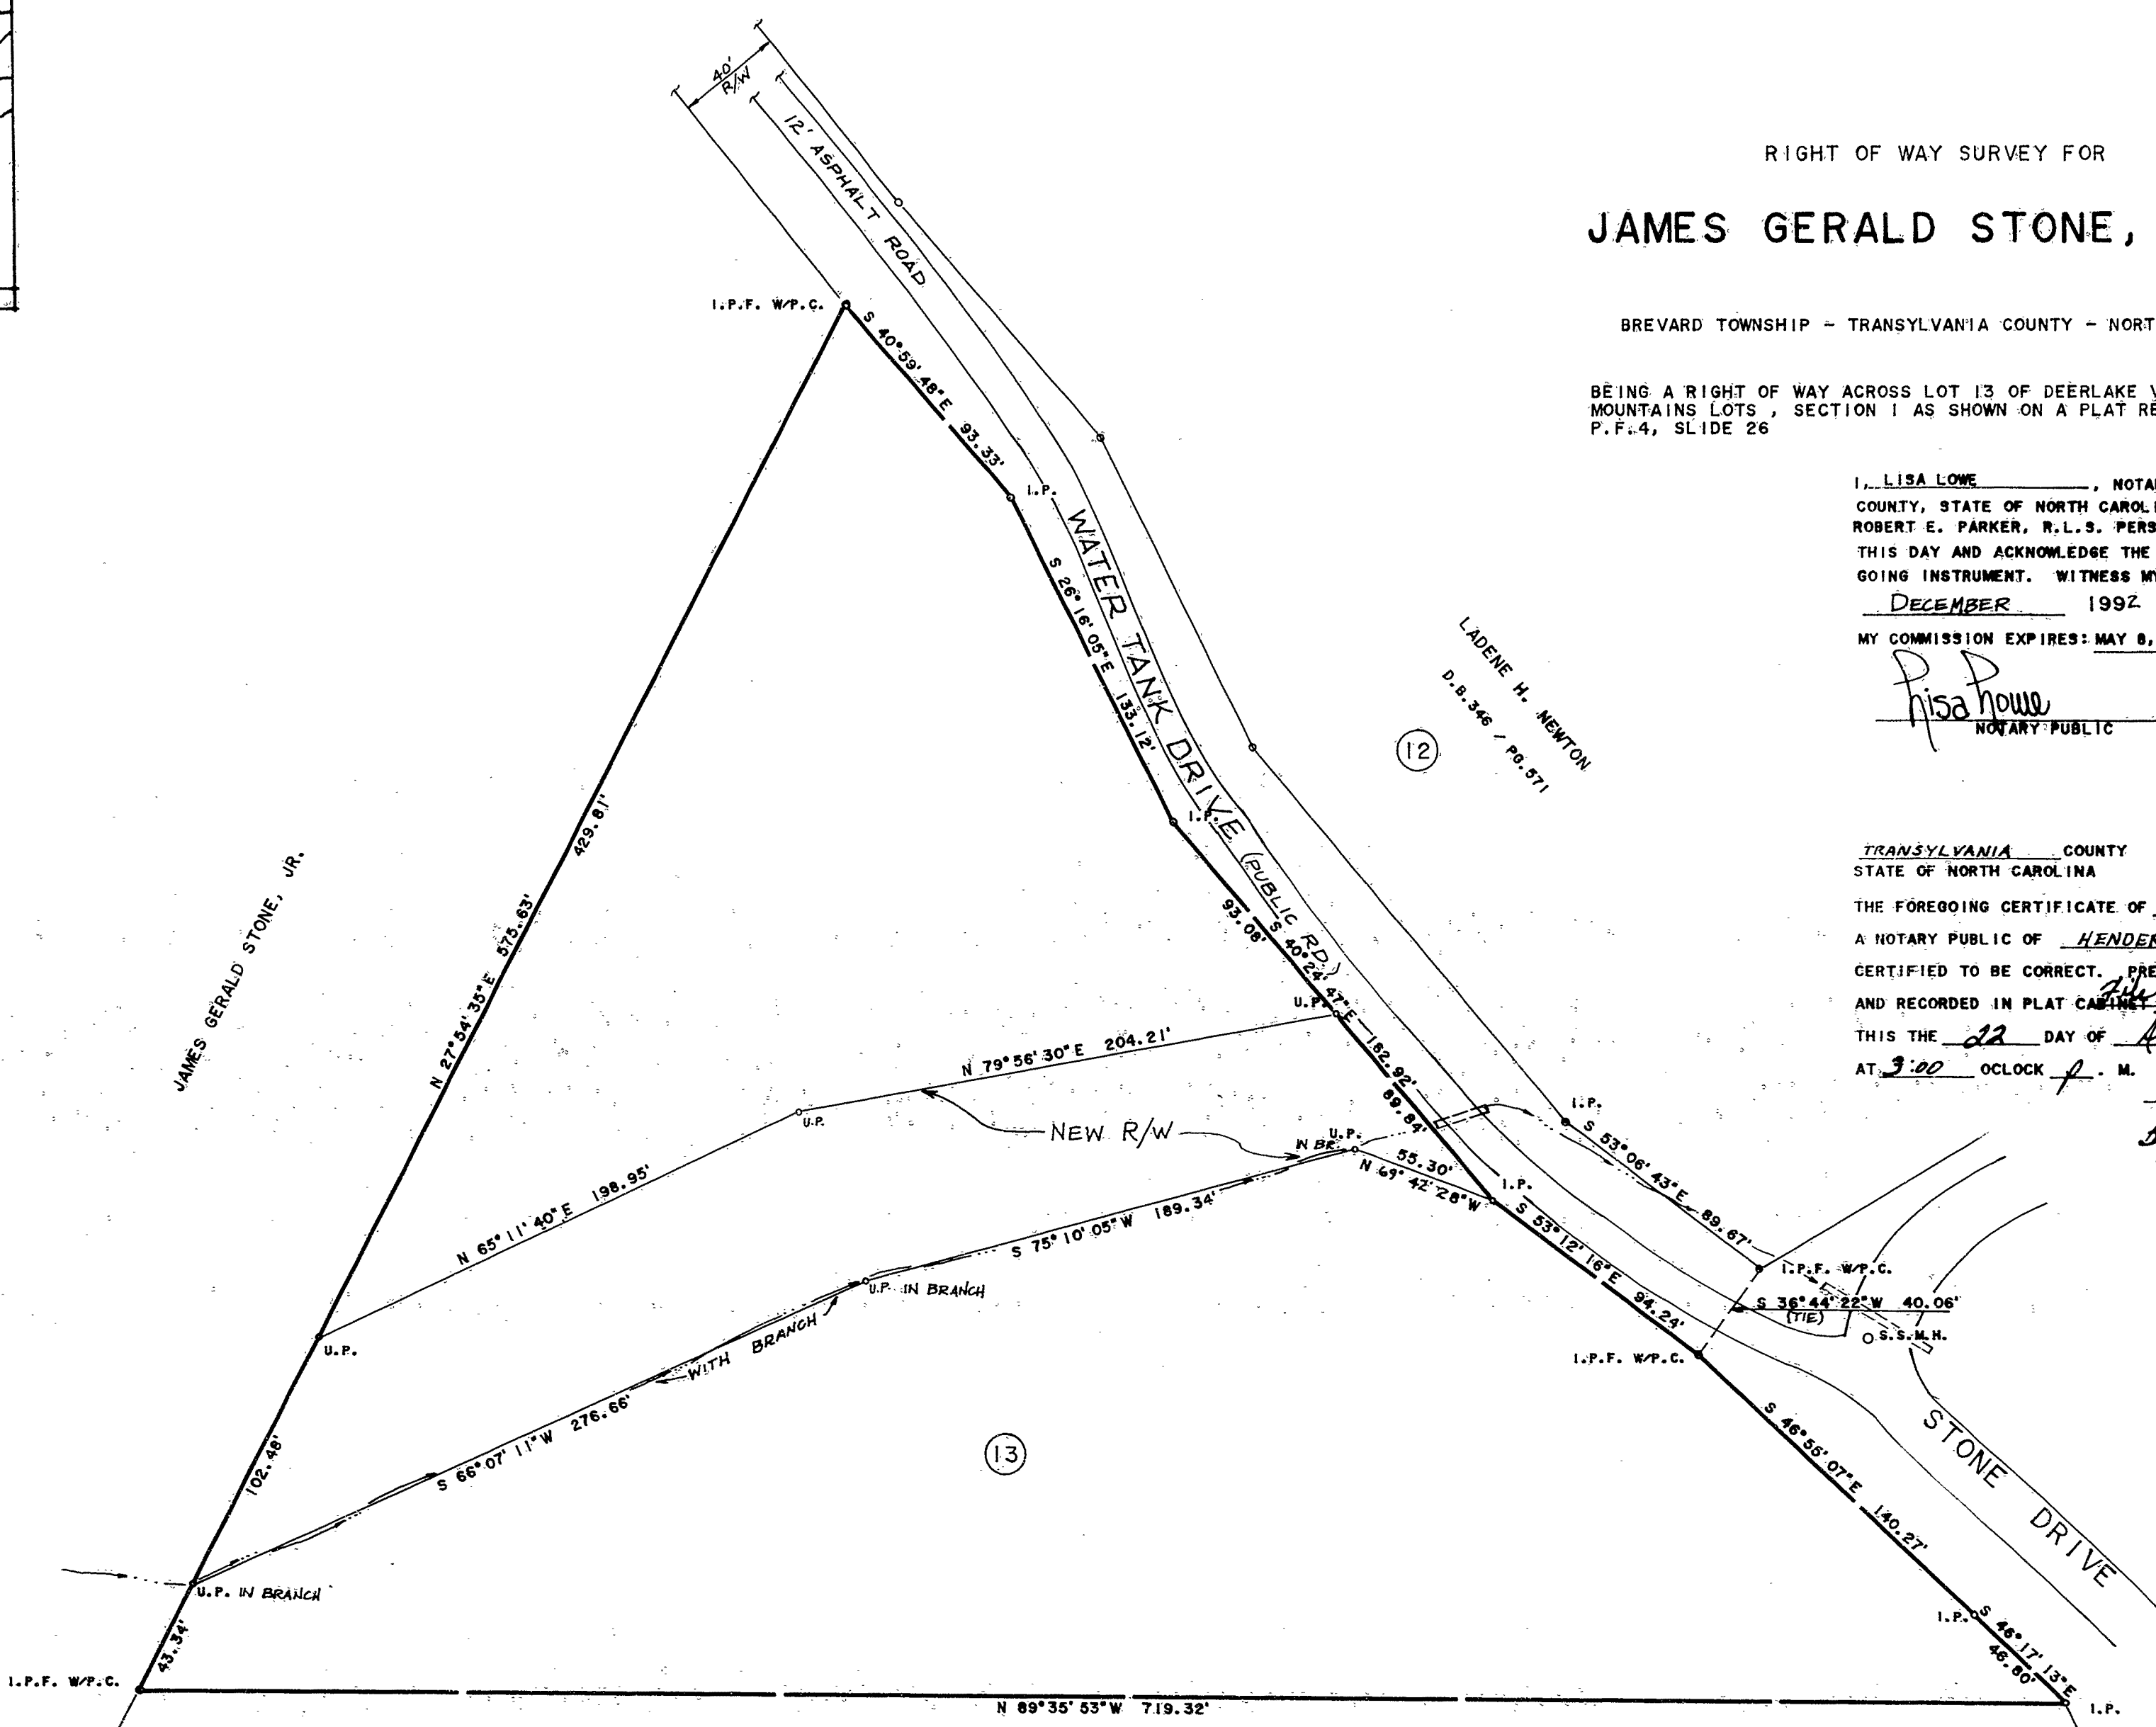 RIGHT OF WAY SURVEY FOR
JAMES GERALD STONE,
BREVARD TOWNSHIP - TRANSYLVANIA COUNTY - NORT
BEING A RIGHT OF WAY ACROSS LOT 13 OF DEERLAKE V
MOUNTAINS LOTS , SECTION I AS SHOWN ON A PLAT RE
P.F.4, SLIDE 26
I, LISA LOWE , NOTA
COUNTY, STATE OF NORTH CAROLI
ROBERT E. PARKER, R.L.S. PERS
THIS DAY AND ACKNOWLEDGE THE
GOING INSTRUMENT. WITNESS MY
DECEMBER 1992
MY COMMISSION EXPIRES: MAY 8,
Lisa Lowe
NOTARY PUBLIC
TRANSYLVANIA COUNTY
STATE OF NORTH CAROLINA
THE FOREGOING CERTIFICATE OF
A NOTARY PUBLIC OF HENDER
CERTIFIED TO BE CORRECT. PRE
File
AND RECORDED IN PLAT CABINET
THIS THE 22 DAY OF
AT 3:00 OCLOCK P. M.
40'
R/W
12' ASPHALT ROAD
I.P.F. W/P.C.
S 40°59'48"E 93.33'
I.P.
WATER TANK DRIVE (PUBLIC RD.)
S 26°16'05"E 133.12'
LADENE H. NEWTON
D.B.346 / PG.571
12
I.P.
429.81'
93.08'
S 40°24'47"E 182.92'
JAMES GERALD STONE, JR.
N 27°54'35"E 575.63'
U.P.
N 79°56'30"E 204.21'
89.84'
U.P.
NEW R/W
U.P.
IN BR.
55.30'
N 69°42'28"W
I.P.
I.P.
S 53°06'43"E 89.67'
N 65°11'40"E 198.95'
S 75°10'05"W 189.34'
S 53°12'16"E 94.24'
I.P.F. W/P.C.
U.P. IN BRANCH
S 36°44'22"W 40.06'
(TIE)
S.S.M.H.
U.P.
WITH BRANCH
I.P.F. W/P.C.
S 66°07'11"W 276.66'
13
102.48'
S 46°55'07"E 140.27'
STONE DRIVE
U.P. IN BRANCH
43.34'
I.P.
S 46°17'13"E
46.80'
I.P.F. W/P.C.
N 89°35'53"W 719.32'
I.P.